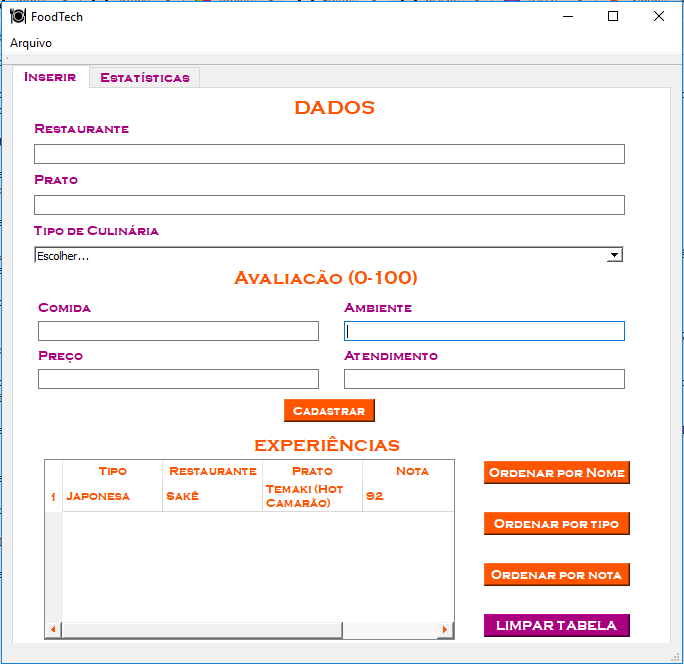 FoodTech
Arquivo
Inserir Estatísticas
DADOS
Restaurante
Prato
Tipo de Culinária
Escolher...
Avaliacão (0-100)
Comida Ambiente
Preço Atendimento
Cadastrar
EXPERIÊNCIAS
Tipo Restaurante Prato Nota
1 Japonesa Sakê Temaki (Hot Camarão) 92
Ordenar por Nome
Ordenar por tipo
Ordenar por nota
LIMPAR TABELA